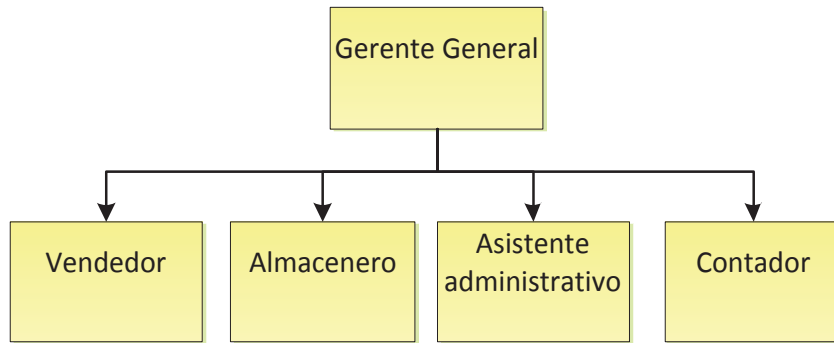 Gerente General
Vendedor
Almacenero
Asistente
administrativo
Contador